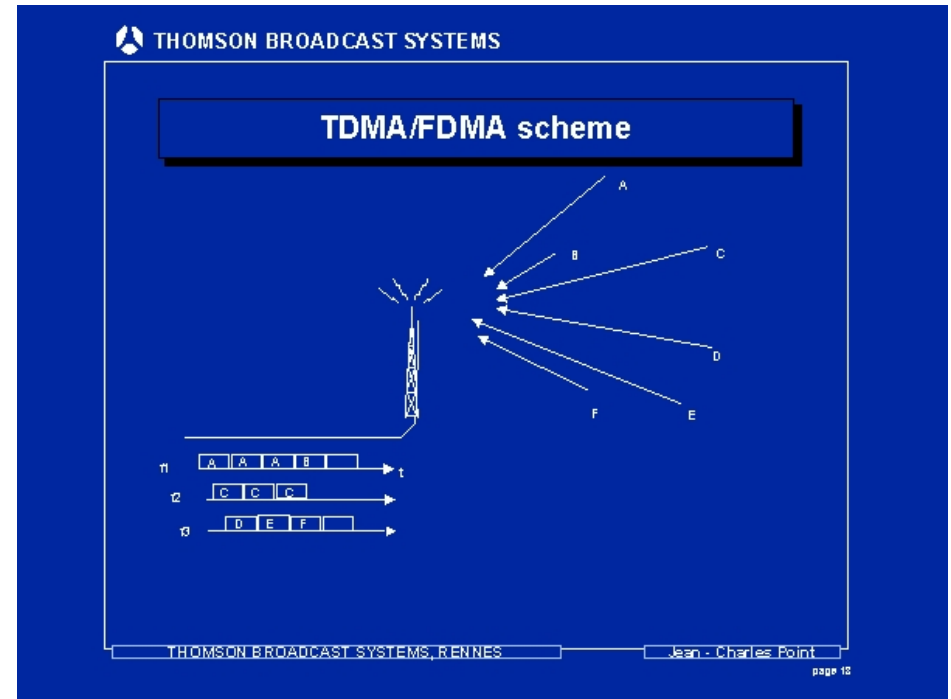 THOMSON BROADCAST SYSTEMS
TDMA/FDMA scheme
A
B
C
D
E
F
f1 A A A B t
f2 C C C
f3 D E F
THOMSON BROADCAST SYSTEMS, RENNES
Jean - Charles Point
page 18